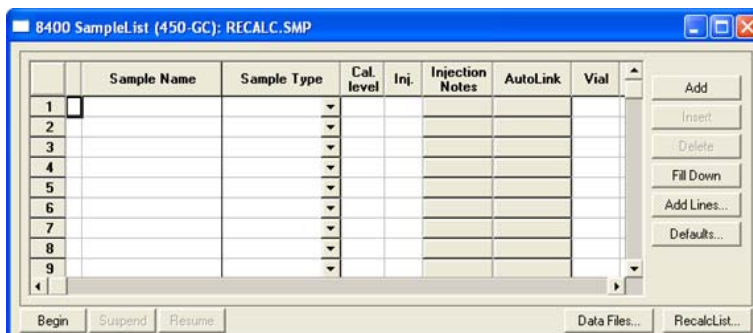 8400 SampleList (450-GC): RECALC.SMP
Sample Name Sample Type Cal. level Inj. Injection Notes AutoLink Vial
1
2
3
4
5
6
7
8
9
Add
Insert
Delete
Fill Down
Add Lines...
Defaults...
Begin Suspend Resume Data Files... RecalcList...